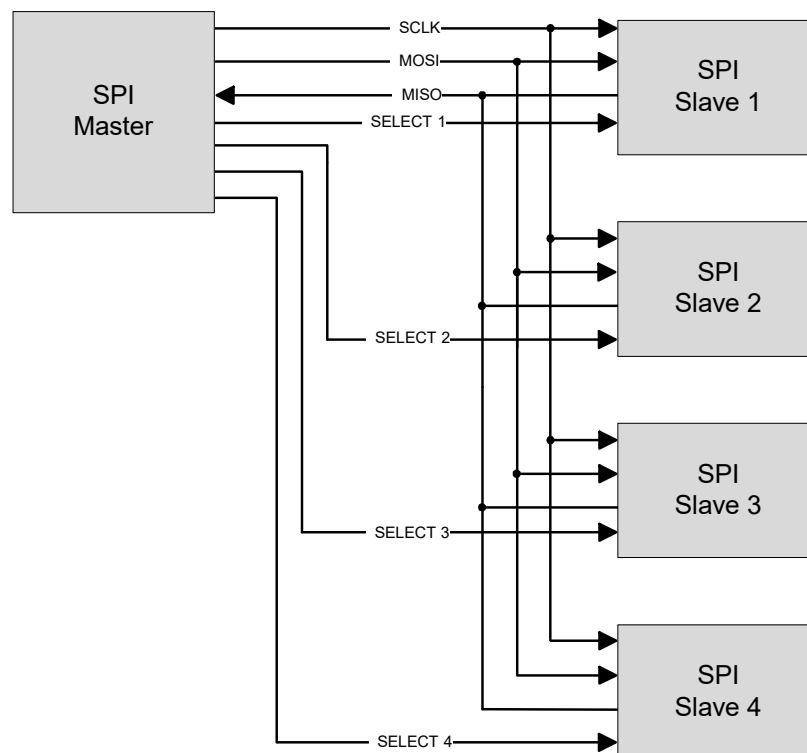 SPI
Master
SCLK
MOSI
MISO
SELECT 1
SPI
Slave 1
SPI
Slave 2
SELECT 2
SPI
Slave 3
SELECT 3
SPI
Slave 4
SELECT 4